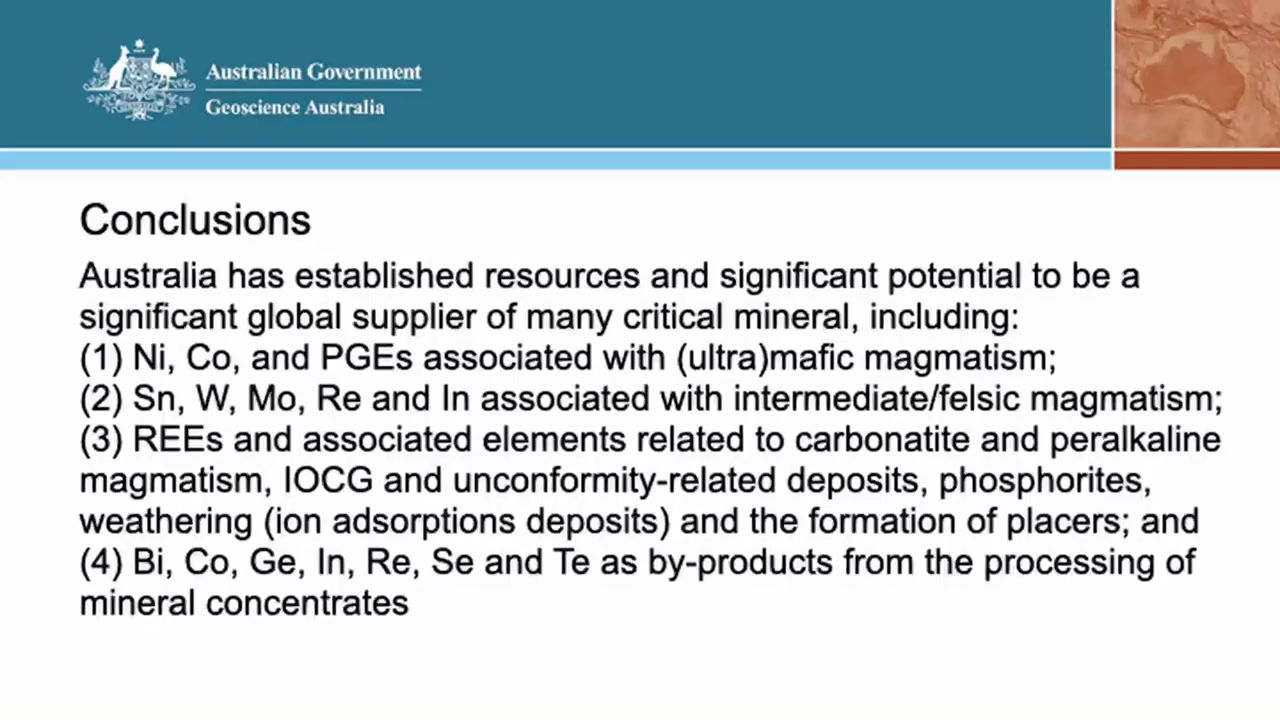 Australian Government
Geoscience Australia
Conclusions
Australia has established resources and significant potential to be a
significant global supplier of many critical mineral, including:
(1) Ni, Co, and PGEs associated with (ultra)mafic magmatism;
(2) Sn, W, Mo, Re and In associated with intermediate/felsic magmatism;
(3) REEs and associated elements related to carbonatite and peralkaline
magmatism, IOCG and unconformity-related deposits, phosphorites,
weathering (ion adsorptions deposits) and the formation of placers; and
(4) Bi, Co, Ge, In, Re, Se and Te as by-products from the processing of
mineral concentrates